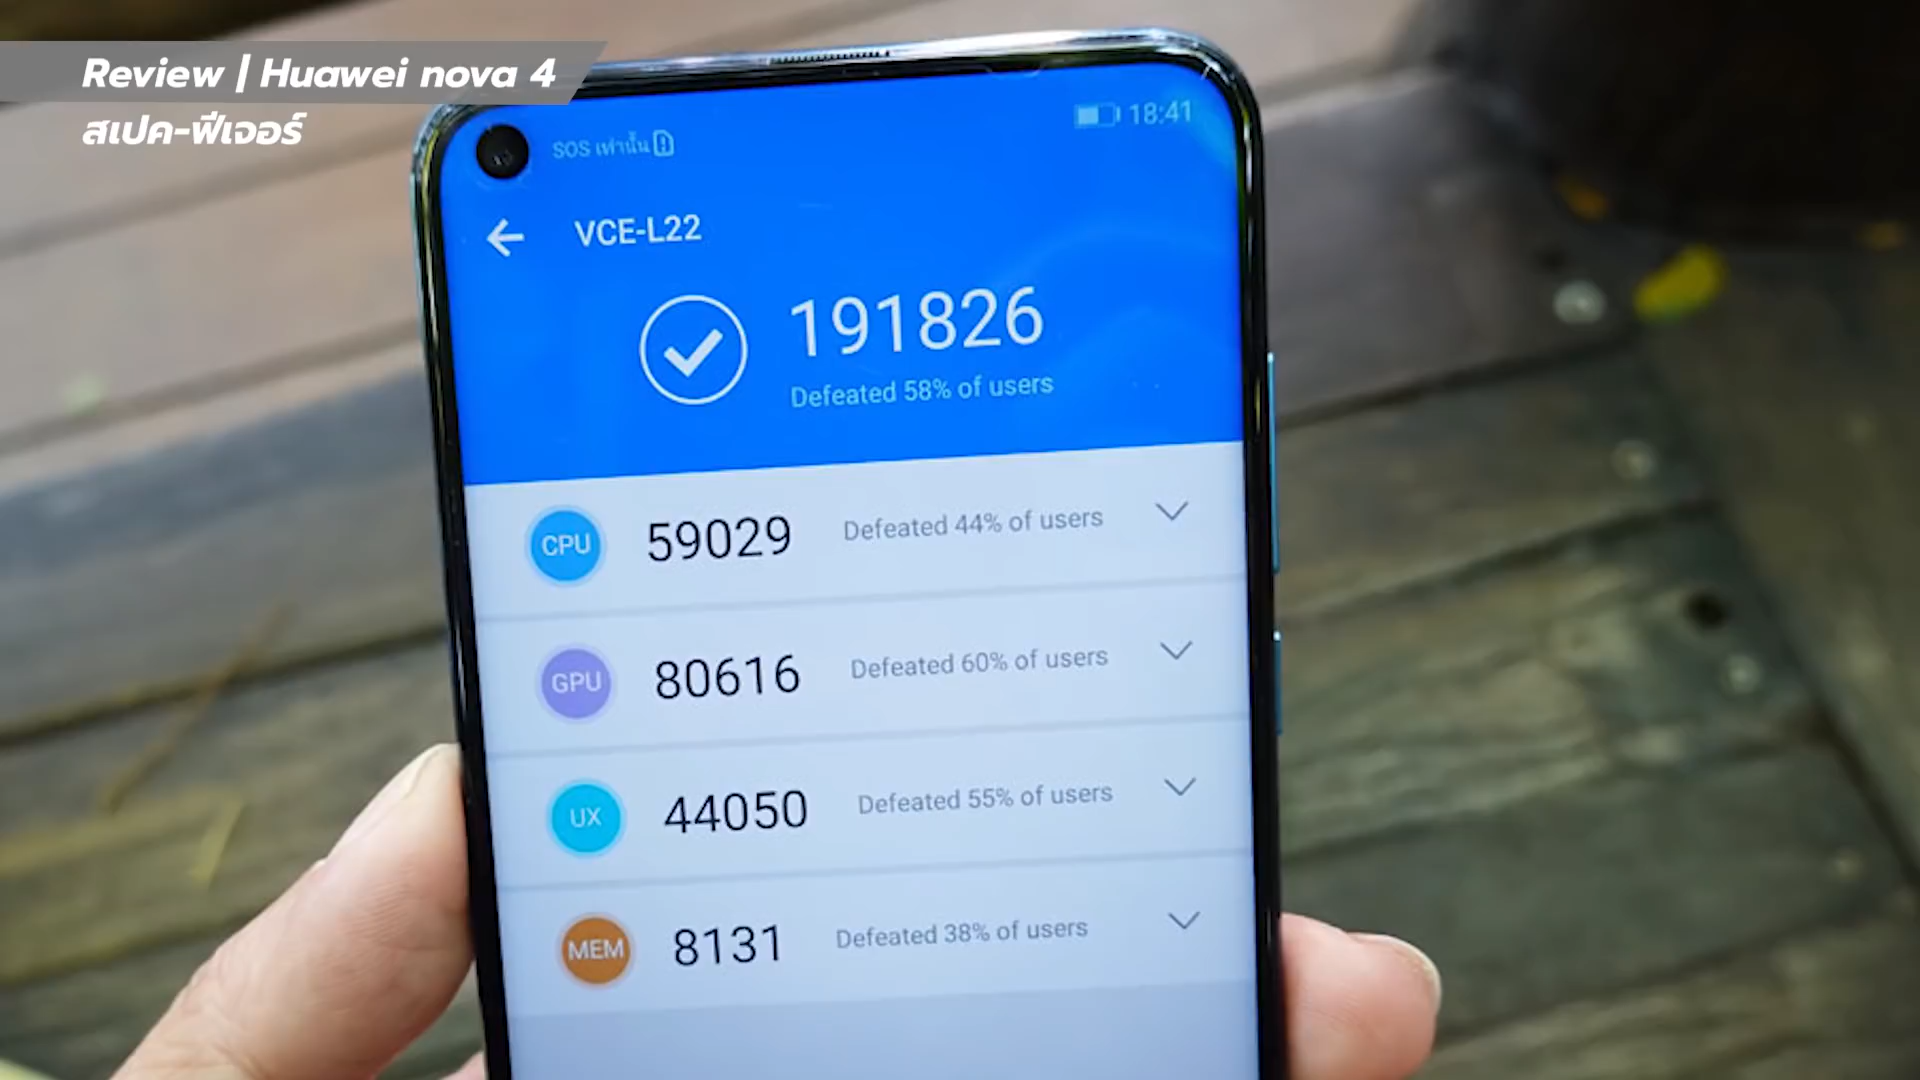 Review | Huawei nova 4
สเปค-ฟีเจอร์
SOS เท่านั้น
18:41
VCE-L22
191826
Defeated 58% of users
CPU 59029 Defeated 44% of users
GPU 80616 Defeated 60% of users
UX 44050 Defeated 55% of users
MEM 8131 Defeated 38% of users